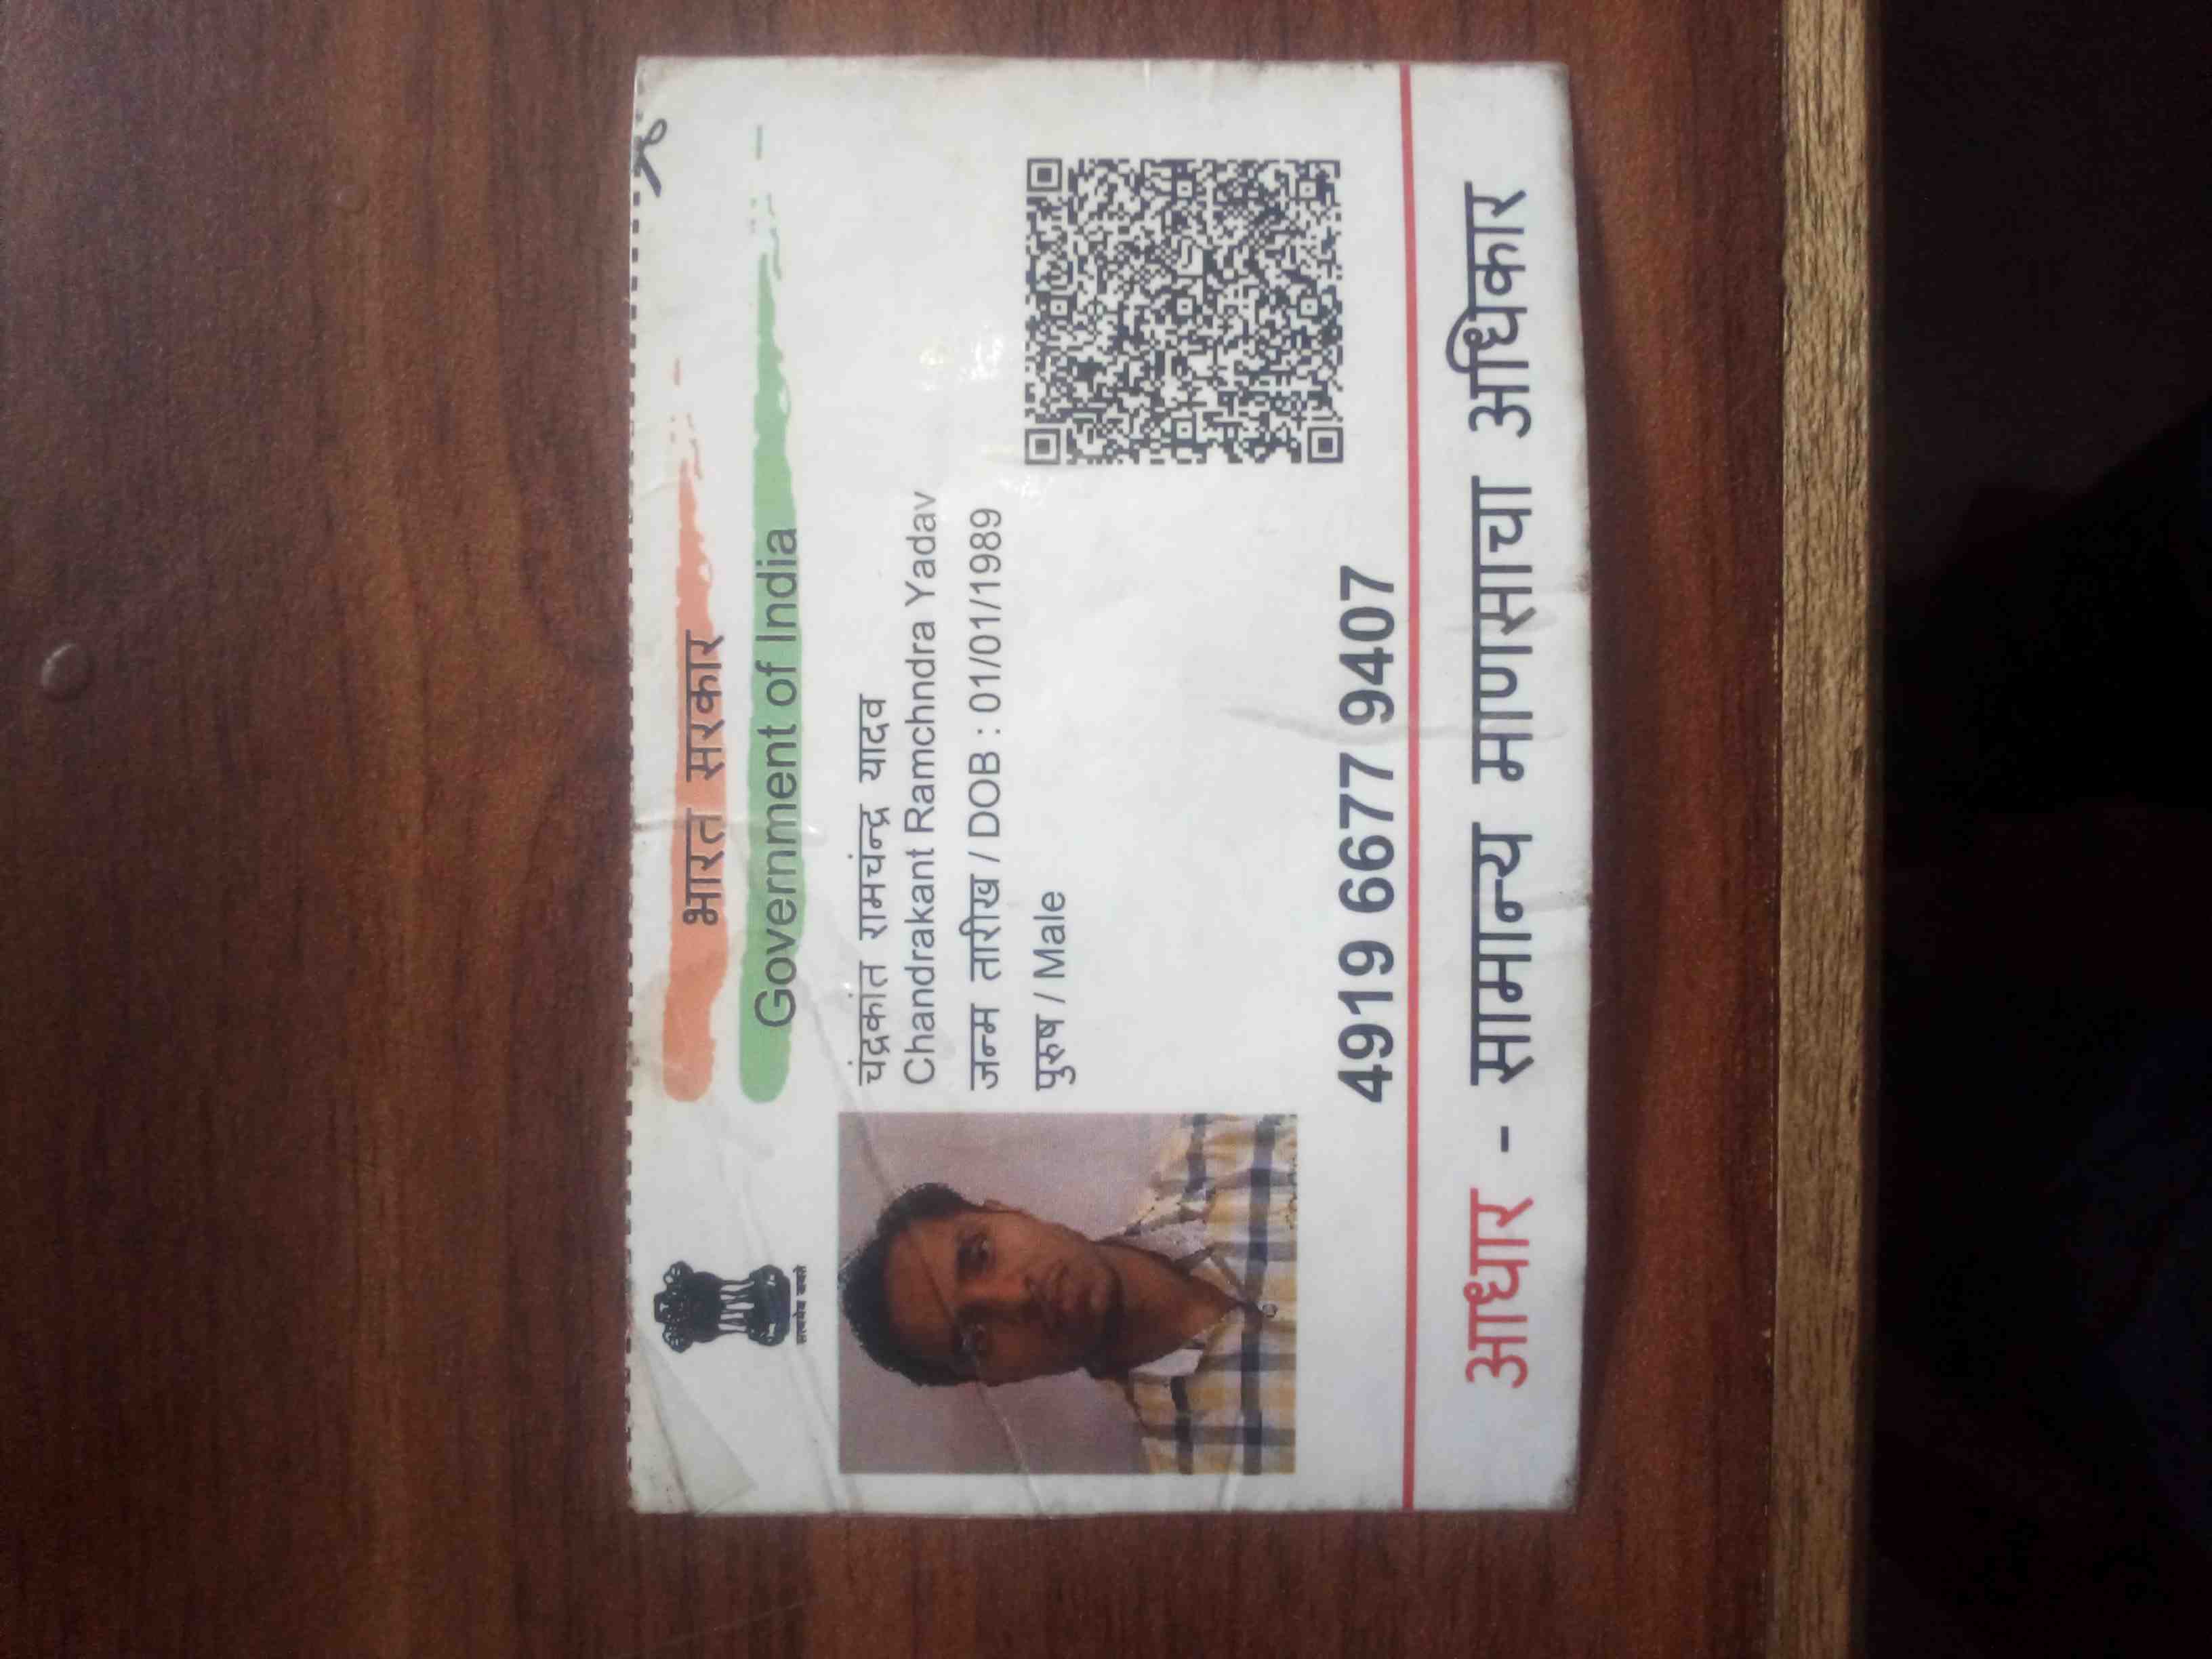 भारत सरकार
Government of India
सत्यमेव जयते
चंद्रकांत रामचंन्द्र यादव
Chandrakant Ramchndra Yadav
जन्म तारीख / DOB : 01/01/1989
पुरुष / Male
4919 6677 9407
आधार - सामान्य माणसाचा अधिकार